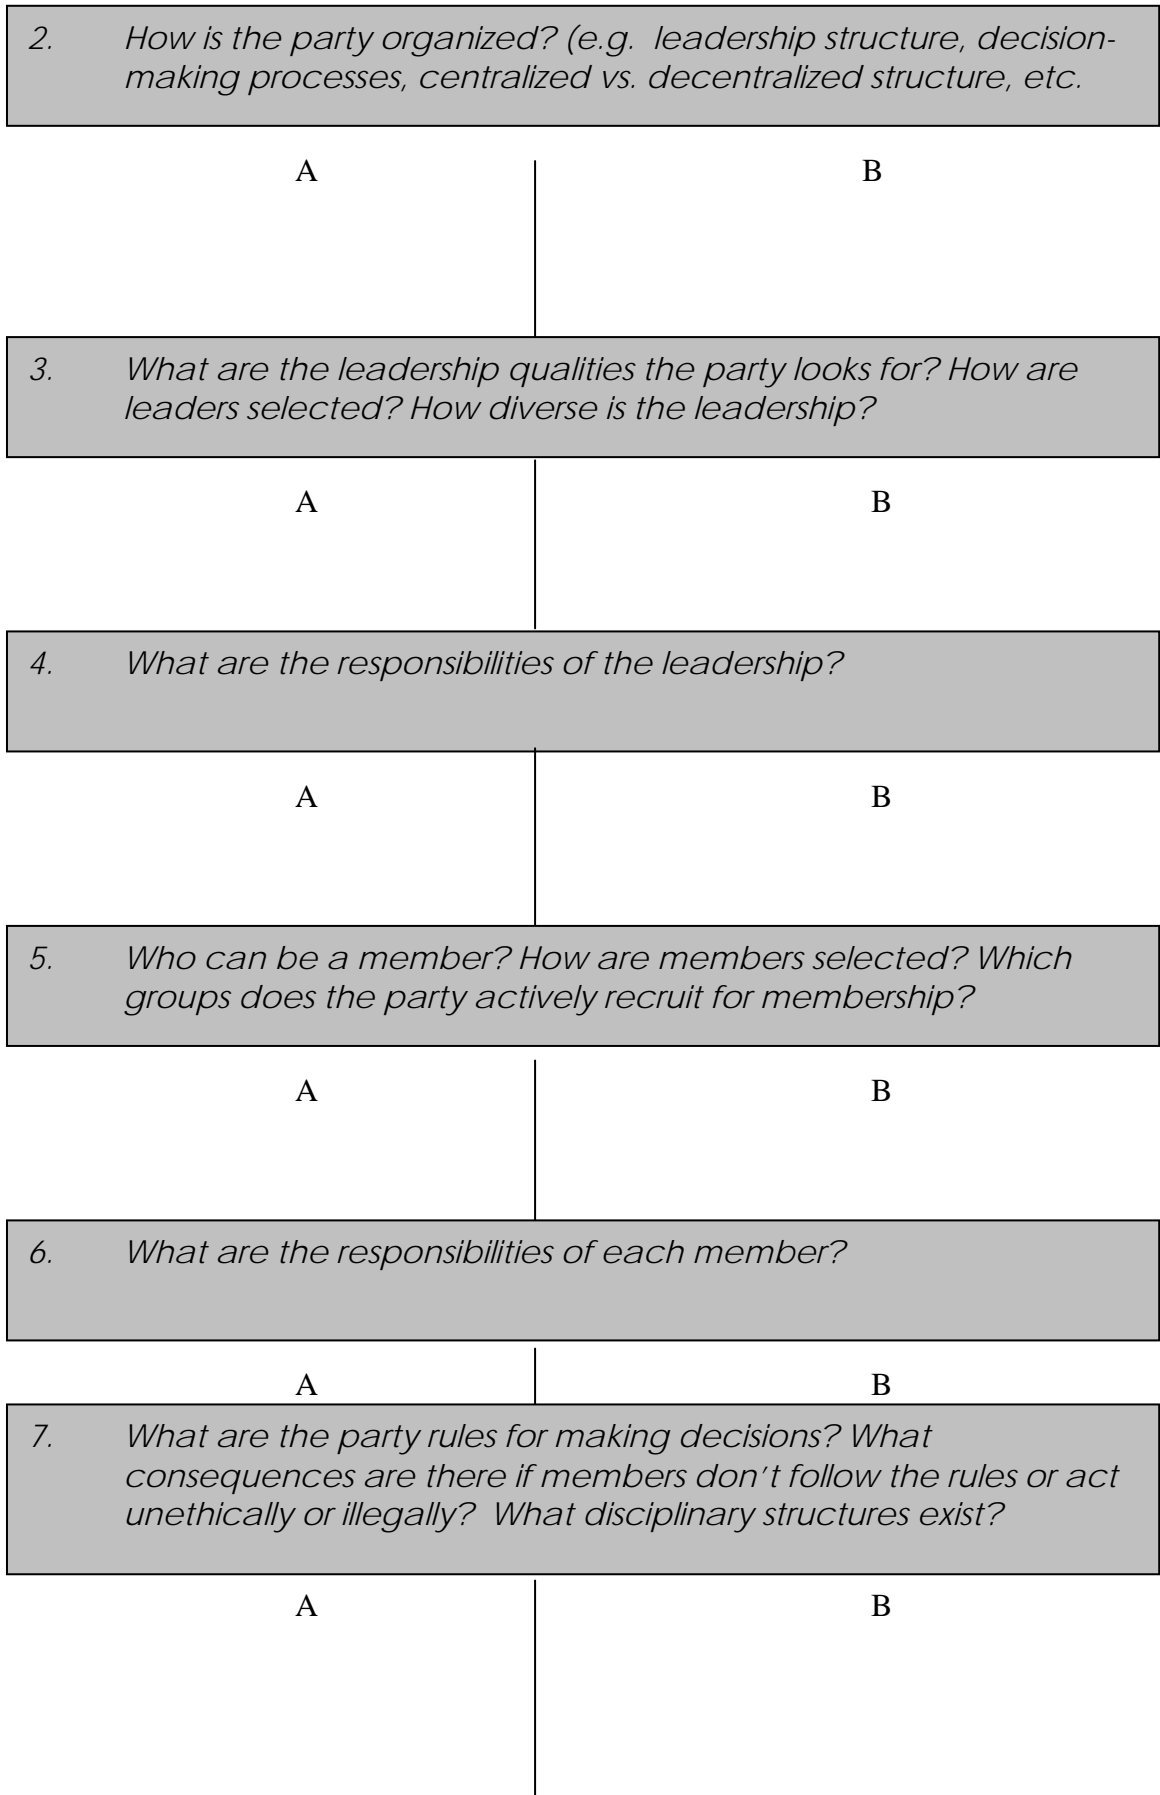 2. How is the party organized? (e.g. leadership structure, decision-
making processes, centralized vs. decentralized structure, etc.
A B
3. What are the leadership qualities the party looks for? How are
leaders selected? How diverse is the leadership?
A B
4. What are the responsibilities of the leadership?
A B
5. Who can be a member? How are members selected? Which
groups does the party actively recruit for membership?
A B
6. What are the responsibilities of each member?
A B
7. What are the party rules for making decisions? What
consequences are there if members don't follow the rules or act
unethically or illegally? What disciplinary structures exist?
A B